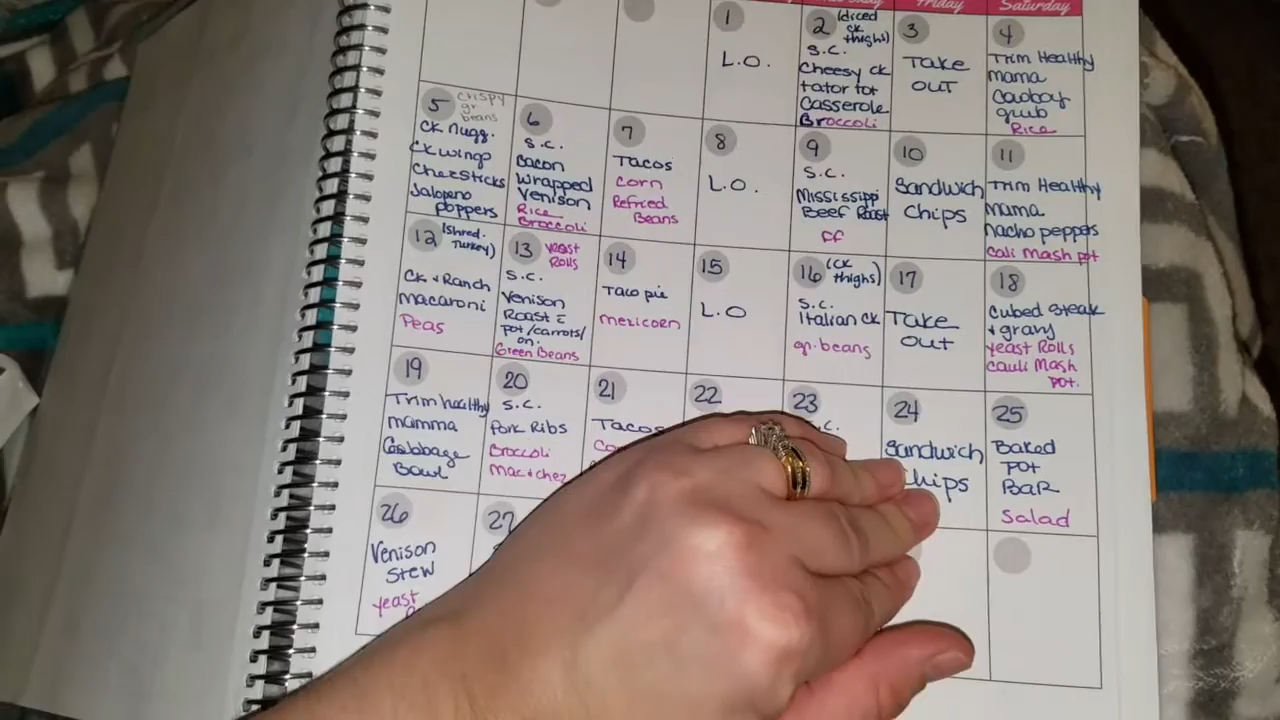 Friday
Saturday
1
L.O.
2 (diced
ck
thighs)
S.C.
Cheesy ck
tator tot
Casserole
Broccoli
3
Take
out
4
Trim Healthy
mama
Cowboy
grub
Rice
5 crispy
gr
beans
Ck nugg.
Ck wings
Chezsticks
Jalapeno
Poppers
6
S.C.
Bacon
Wrapped
Venison
Rice
Broccoli
7
Tacos
corn
Refried
Beans
8
L.O.
9
S.C.
Mississippi
Beef Roast
FF
10
Sandwich
Chips
11
Trim Healthy
mama
nacho peppers
Cali Mash pot
12 (Shred.
Turkey)
Ck + Ranch
Macaroni
Peas
13 yeast
Rolls
S.C.
Venison
Roast c
pot/carrots/
on.
Green Beans
14
Taco pie
mexicorn
15
L.O
16 (ck
thighs)
S.C.
Italian ck
gr. beans
17
Take
out
18
Cubed Steak
+ gravy
yeast Rolls
cauli Mash
pot.
19
Trim healthy
mamma
Cabbage
Bowl
20
S.C.
Pork Ribs
Broccoli
Mac + chez
21
Tacos
22
23
24
Sandwich
Chips
25
Baked
Pot
Bar
Salad
26
Venison
Stew
yeast
27